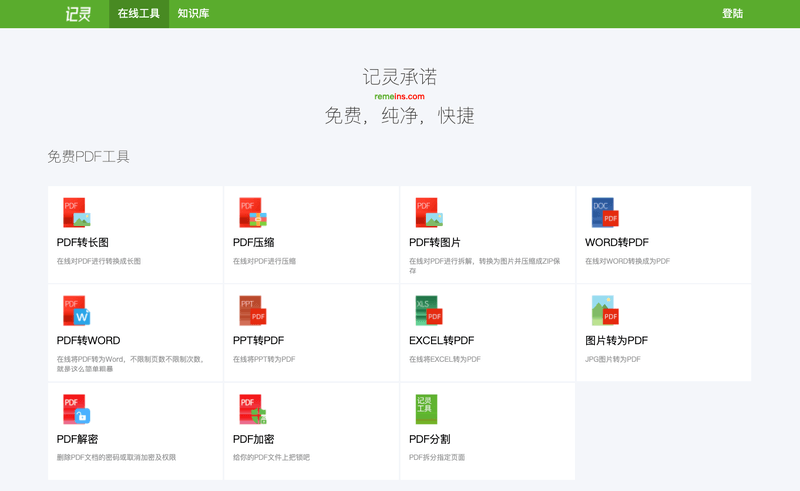 记灵 在线工具 知识库 登陆
记灵承诺
remeins.com
免费，纯净，快捷
免费PDF工具
PDF PDF PDF DOC PDF
PDF转长图 PDF压缩 PDF转图片 WORD转PDF
在线对PDF进行转换成长图 在线对PDF进行压缩 在线对PDF进行拆解，转换为图片并压缩成ZIP保 在线对WORD转换成为PDF
存
PDF W PPT PDF XLS PDF PDF
PDF转WORD PPT转PDF EXCEL转PDF 图片转为PDF
在线将PDF转为Word，不限制页数不限制次数， 在线将PPT转为PDF 在线将EXCEL转为PDF JPG图片转为PDF
就是这么简单粗暴
PDF PDF 记灵
工具
PDF解密 PDF加密 PDF分割
删除PDF文档的密码或取消加密及权限 给你的PDF文件上把锁吧 PDF拆分指定页面